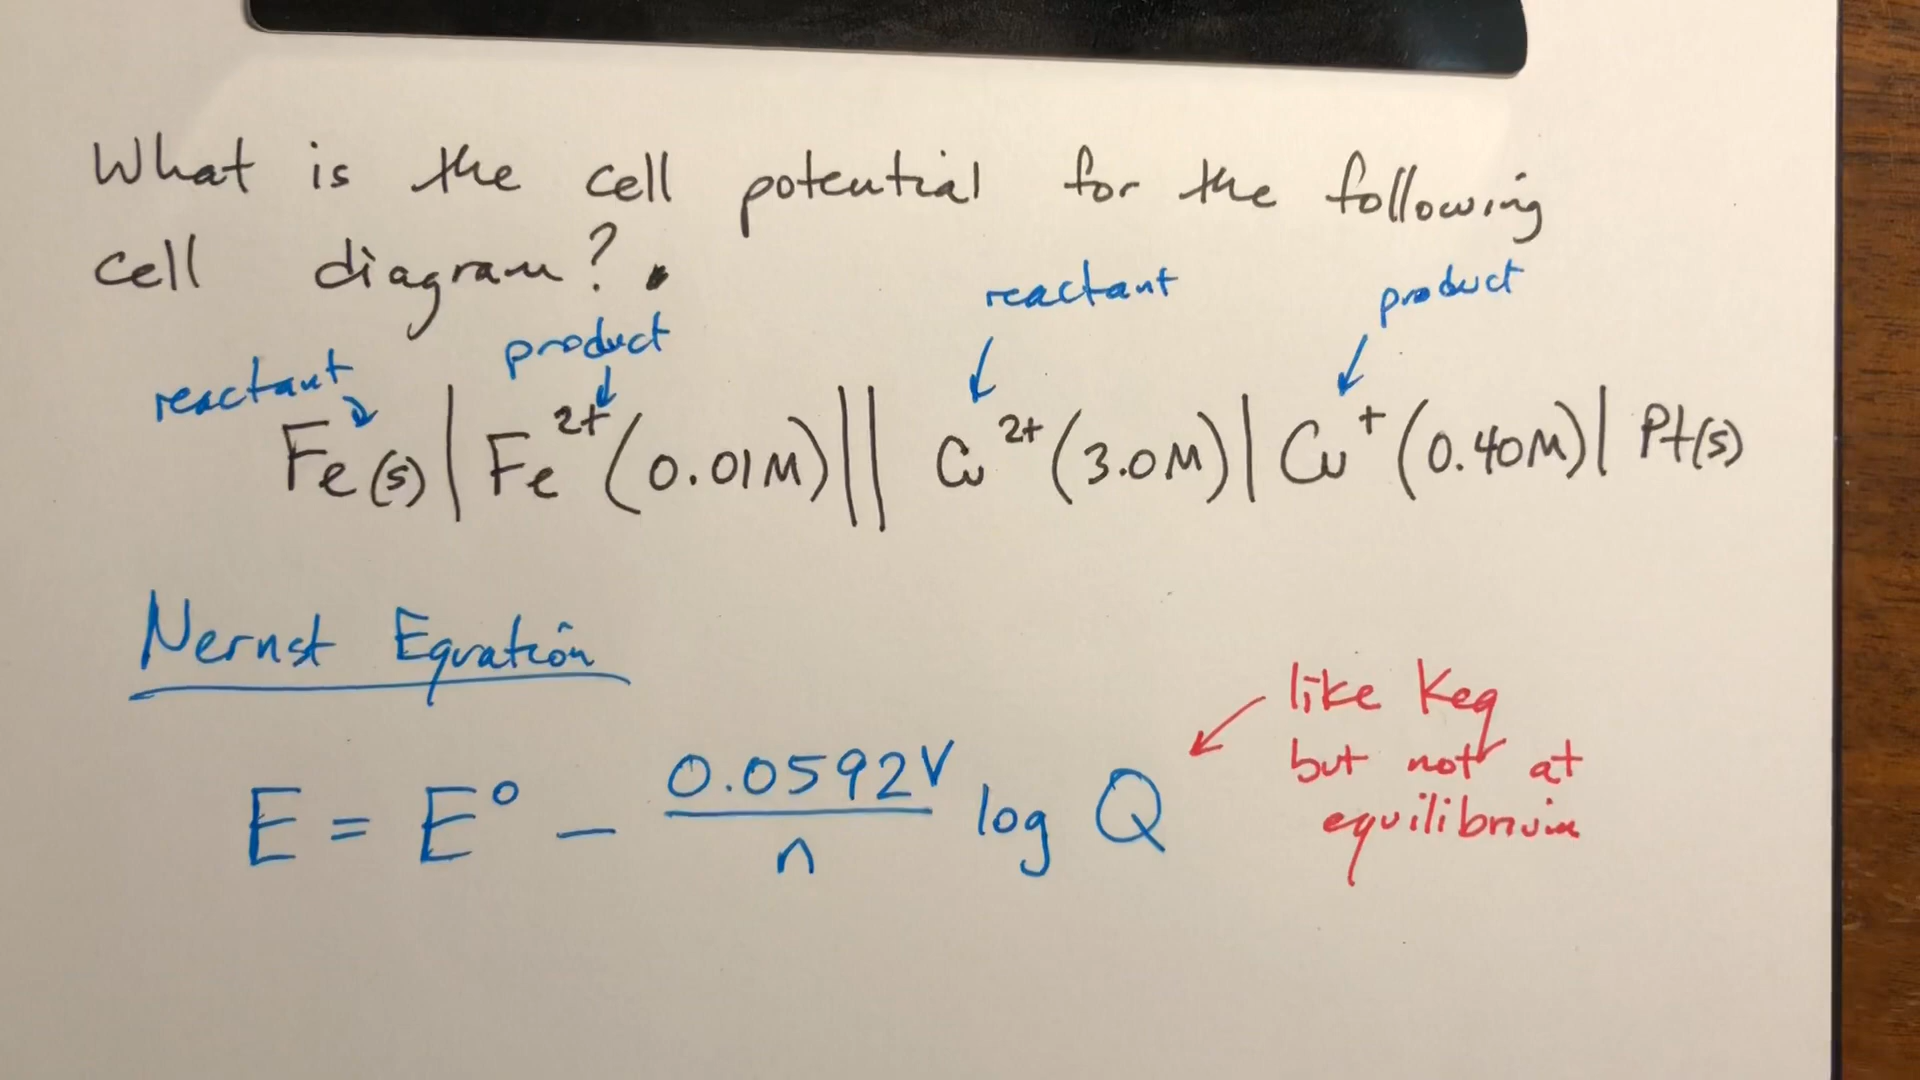 What is the cell potential for the following
cell diagram?
reactant product reactant product
Fe(s) | Fe²⁺ (0.01M) || Cu²⁺ (3.0M) | Cu⁺ (0.40M) | Pt(s)
Nernst Equation
E = E° - 0.0592V / n log Q
like Keq
but not at
equilibrium